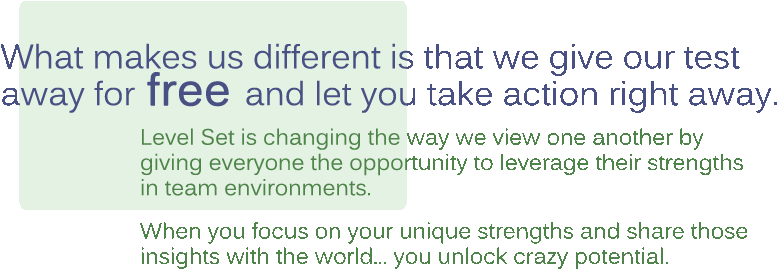 What makes us different is that we give our test
away for free and let you take action right away.
Level Set is changing the way we view one another by
giving everyone the opportunity to leverage their strengths
in team environments.
When you focus on your unique strengths and share those
insights with the world... you unlock crazy potential.